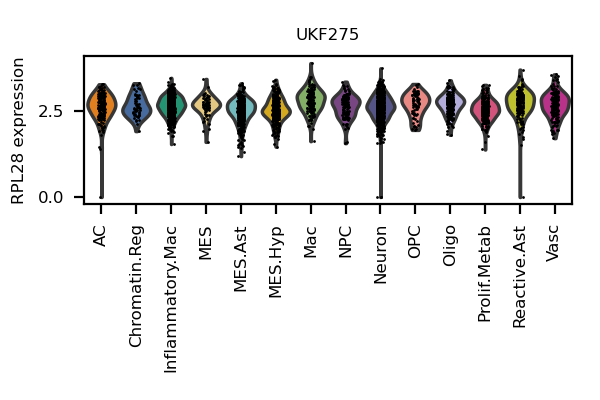 UKF275
RPL28 expression
2.5
0.0
AC
Chromatin.Reg
Inflammatory.Mac
MES
MES.Ast
MES.Hyp
Mac
NPC
Neuron
OPC
Oligo
Prolif.Metab
Reactive.Ast
Vasc